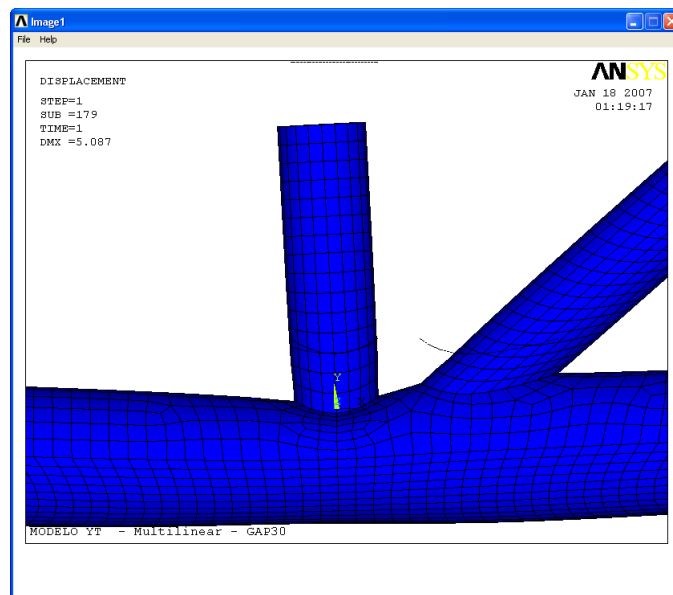 Image1
File Help
ANSYS
DISPLACEMENT
JAN 18 2007
01:19:17
STEP=1
SUB =179
TIME=1
DMX =5.087
Y
MODELO YT - Multilinear - GAP30